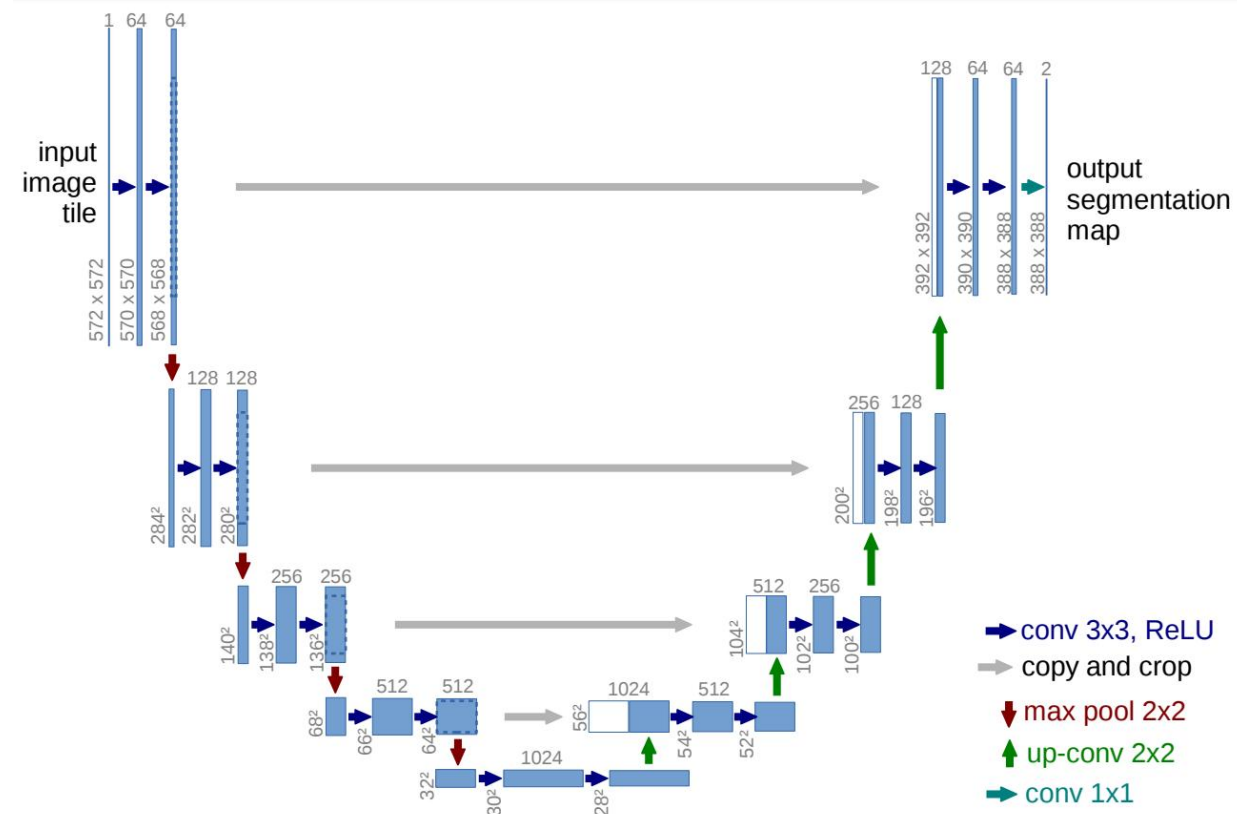 1 64 64
128 64 64 2
input
image
tile
output
segmentation
map
572 x 572
570 x 570
568 x 568
392 x 392
390 x 390
388 x 388
388 x 388
128 128
256 128
284²
282²
280²
200²
198²
196²
256 256
512 256
140²
138²
136²
104²
102²
100²
conv 3x3, ReLU
copy and crop
max pool 2x2
up-conv 2x2
conv 1x1
512 512
1024 512
68²
66²
64²
56²
54²
52²
1024
32²
30²
28²